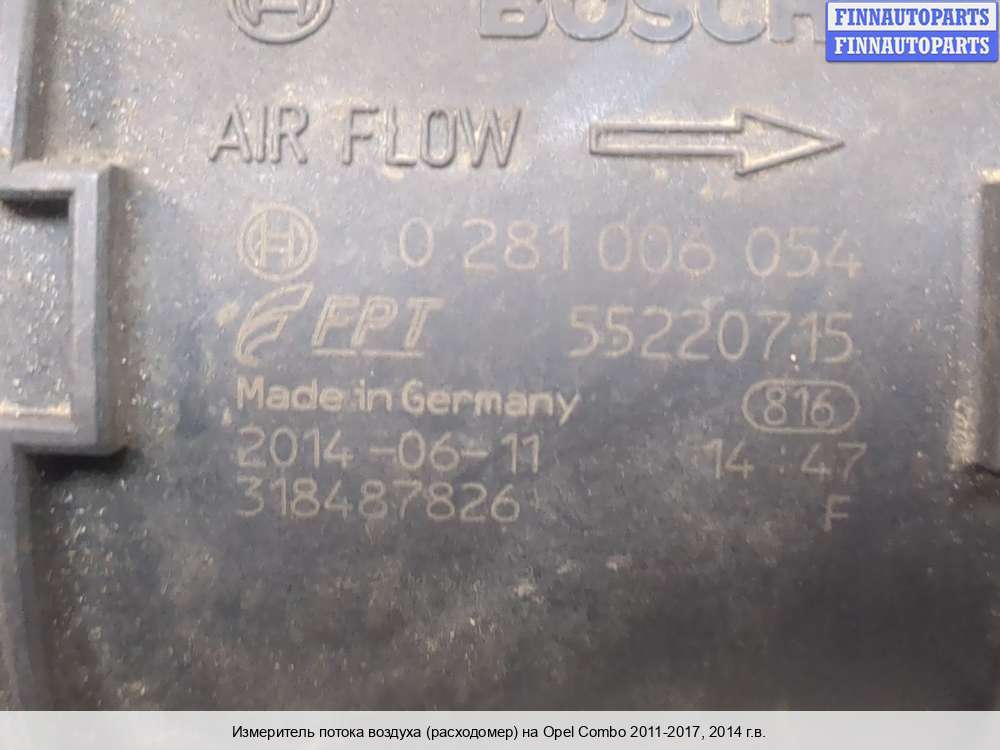 BOSCH
FINNAUTOPARTS
FINNAUTOPARTS
AIR FLOW
0 281 006 054
FPT 55220715
Made in Germany 816
2014-06-11 14:47
318487826 F
Измеритель потока воздуха (расходомер) на Opel Combo 2011-2017, 2014 г.в.